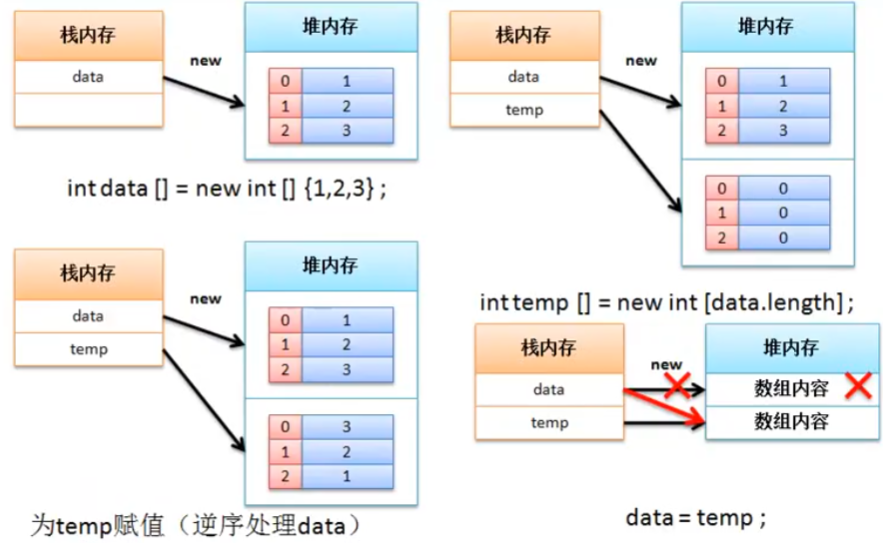 栈内存
堆内存
data
new
0 1
1 2
2 3
int data [] = new int [] {1,2,3} ;
栈内存
堆内存
data
temp
new
0 1
1 2
2 3
0 0
1 0
2 0
int temp [] = new int [data.length] ;
栈内存
堆内存
data
temp
new
0 1
1 2
2 3
0 3
1 2
2 1
为temp赋值（逆序处理data）
栈内存
堆内存
new
data
数组内容
temp
数组内容
data = temp ;